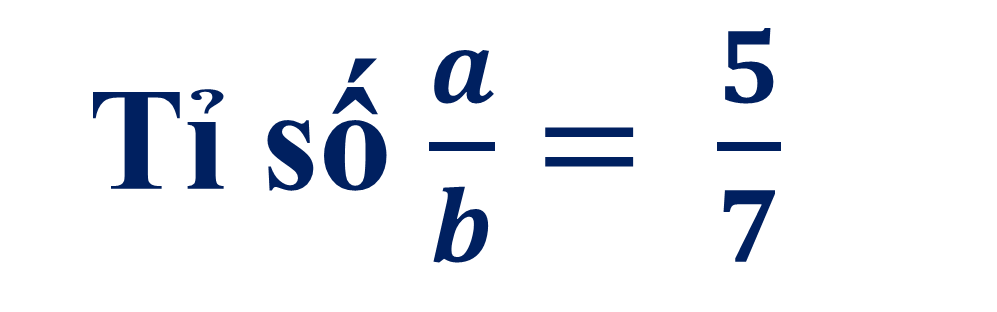 Tỉ số a/b = 5/7